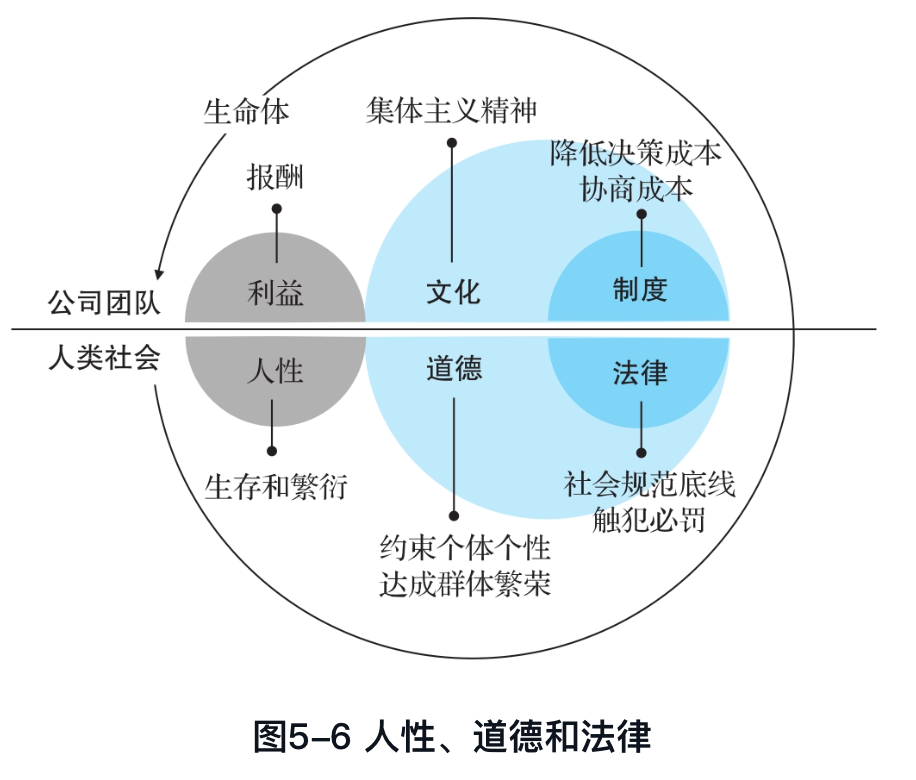 生命体
集体主义精神
降低决策成本
协商成本
报酬
利益
文化
制度
公司团队
人类社会
人性
道德
法律
生存和繁衍
社会规范底线
触犯必罚
约束个体个性
达成群体繁荣
图5–6 人性、道德和法律